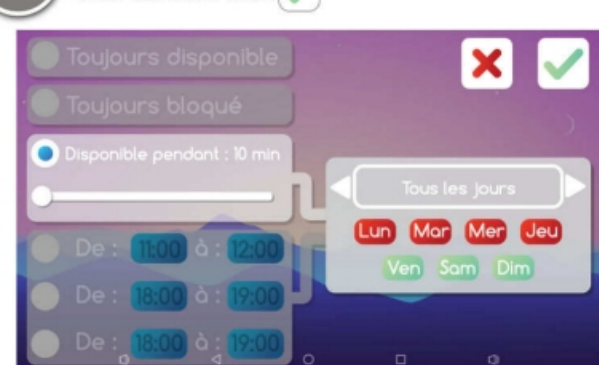 Toujours disponible
Toujours bloqué
Disponible pendant : 10 min
Tous les jours
Lun Mar Mer Jeu
Ven Sam Dim
De : 11:00 à : 12:00
De : 18:00 à : 19:00
De : 18:00 à : 19:00